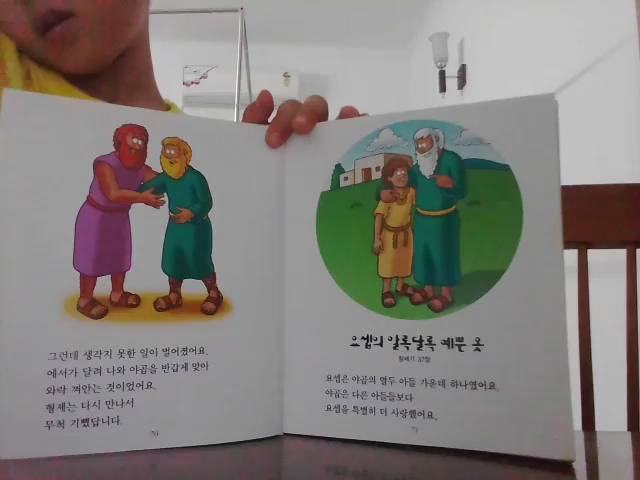 그런데 생각지 못한 일이 벌어졌어요.
에서가 달려 나와 야곱을 반갑게 맞아
와락 껴안는 것이었어요.
형제는 다시 만나서
무척 기뻤답니다.
70
요셉의 알록달록 예쁜 옷
창세기 37장
요셉은 야곱의 열두 아들 가운데 하나였어요.
야곱은 다른 아들들보다
요셉을 특별히 더 사랑했어요.
71